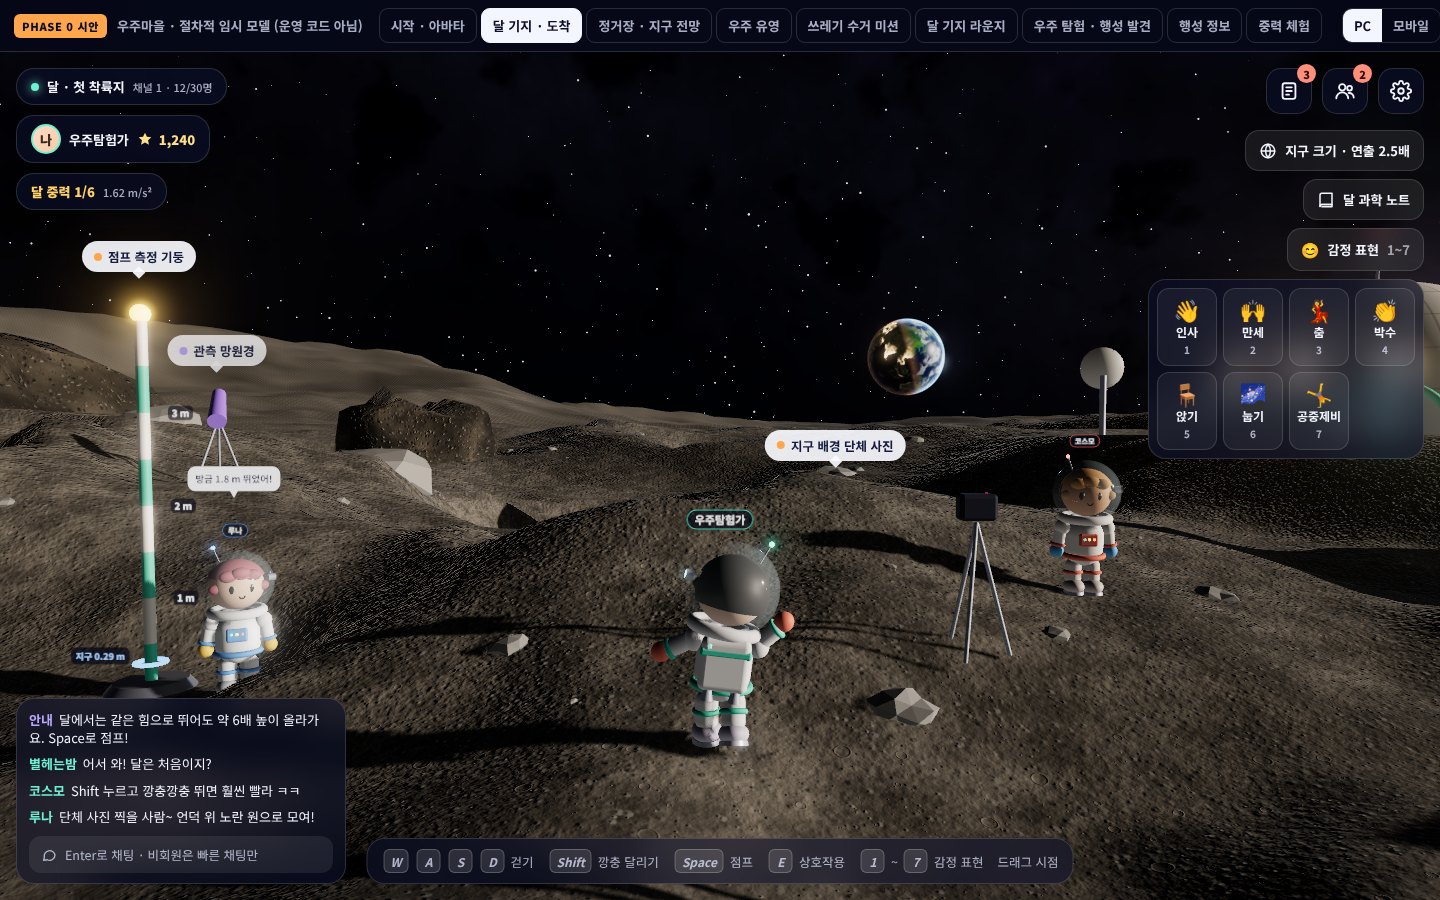 PHASE 0 시안 우주마을 · 절차적 임시 모델 (운영 코드 아님) 시작 · 아바타 달 기지 · 도착 정거장 · 지구 전망 우주 유영 쓰레기 수거 미션 달 기지 라운지 우주 탐험 · 행성 발견 행성 정보 중력 체험 PC 모바일
달 · 첫 착륙지 채널 1 · 12/30명
3
2
나 우주탐험가 1,240
지구 크기 · 연출 2.5배
달 중력 1/6 1.62 m/s²
달 과학 노트
감정 표현 1~7
점프 측정 기둥
관측 망원경
인사 만세 춤 박수
1 2 3 4
앉기 눕기 공중제비
5 6 7
3 m
코스모
지구 배경 단체 사진
방금 1.8 m 뛰었어!
2 m
우주탐험가
루나
1 m
지구 0.29 m
안내 달에서는 같은 힘으로 뛰어도 약 6배 높이 올라가
요. Space로 점프!
별헤는밤 어서 와! 달은 처음이지?
코스모 Shift 누르고 깡충깡충 뛰면 훨씬 빨라 ㅋㅋ
루나 단체 사진 찍을 사람~ 언덕 위 노란 원으로 모여!
Enter로 채팅 · 비회원은 빠른 채팅만
W A S D 걷기 Shift 깡충 달리기 Space 점프 E 상호작용 1 ~ 7 감정 표현 드래그 시점